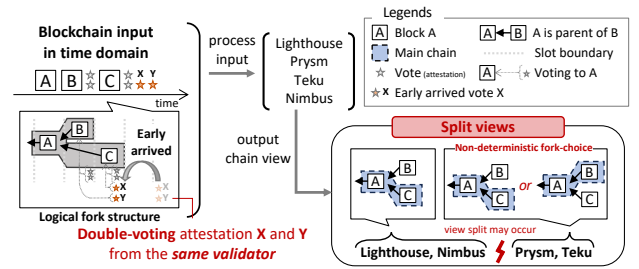 Blockchain input
in time domain
A B C X Y
time
Early
arrived
A B C
X
Y
X
Y
Logical fork structure
Double-voting attestation X and Y
from the same validator
process
input
Lighthouse
Prysm
Teku
Nimbus
output
chain view
Legends
A Block A
A B A is parent of B
Main chain
Slot boundary
Vote (attestation)
A Voting to A
X Early arrived vote X
Split views
Non-deterministic fork-choice
A B C
A B C or A B C
view split may occur
Lighthouse, Nimbus Prysm, Teku